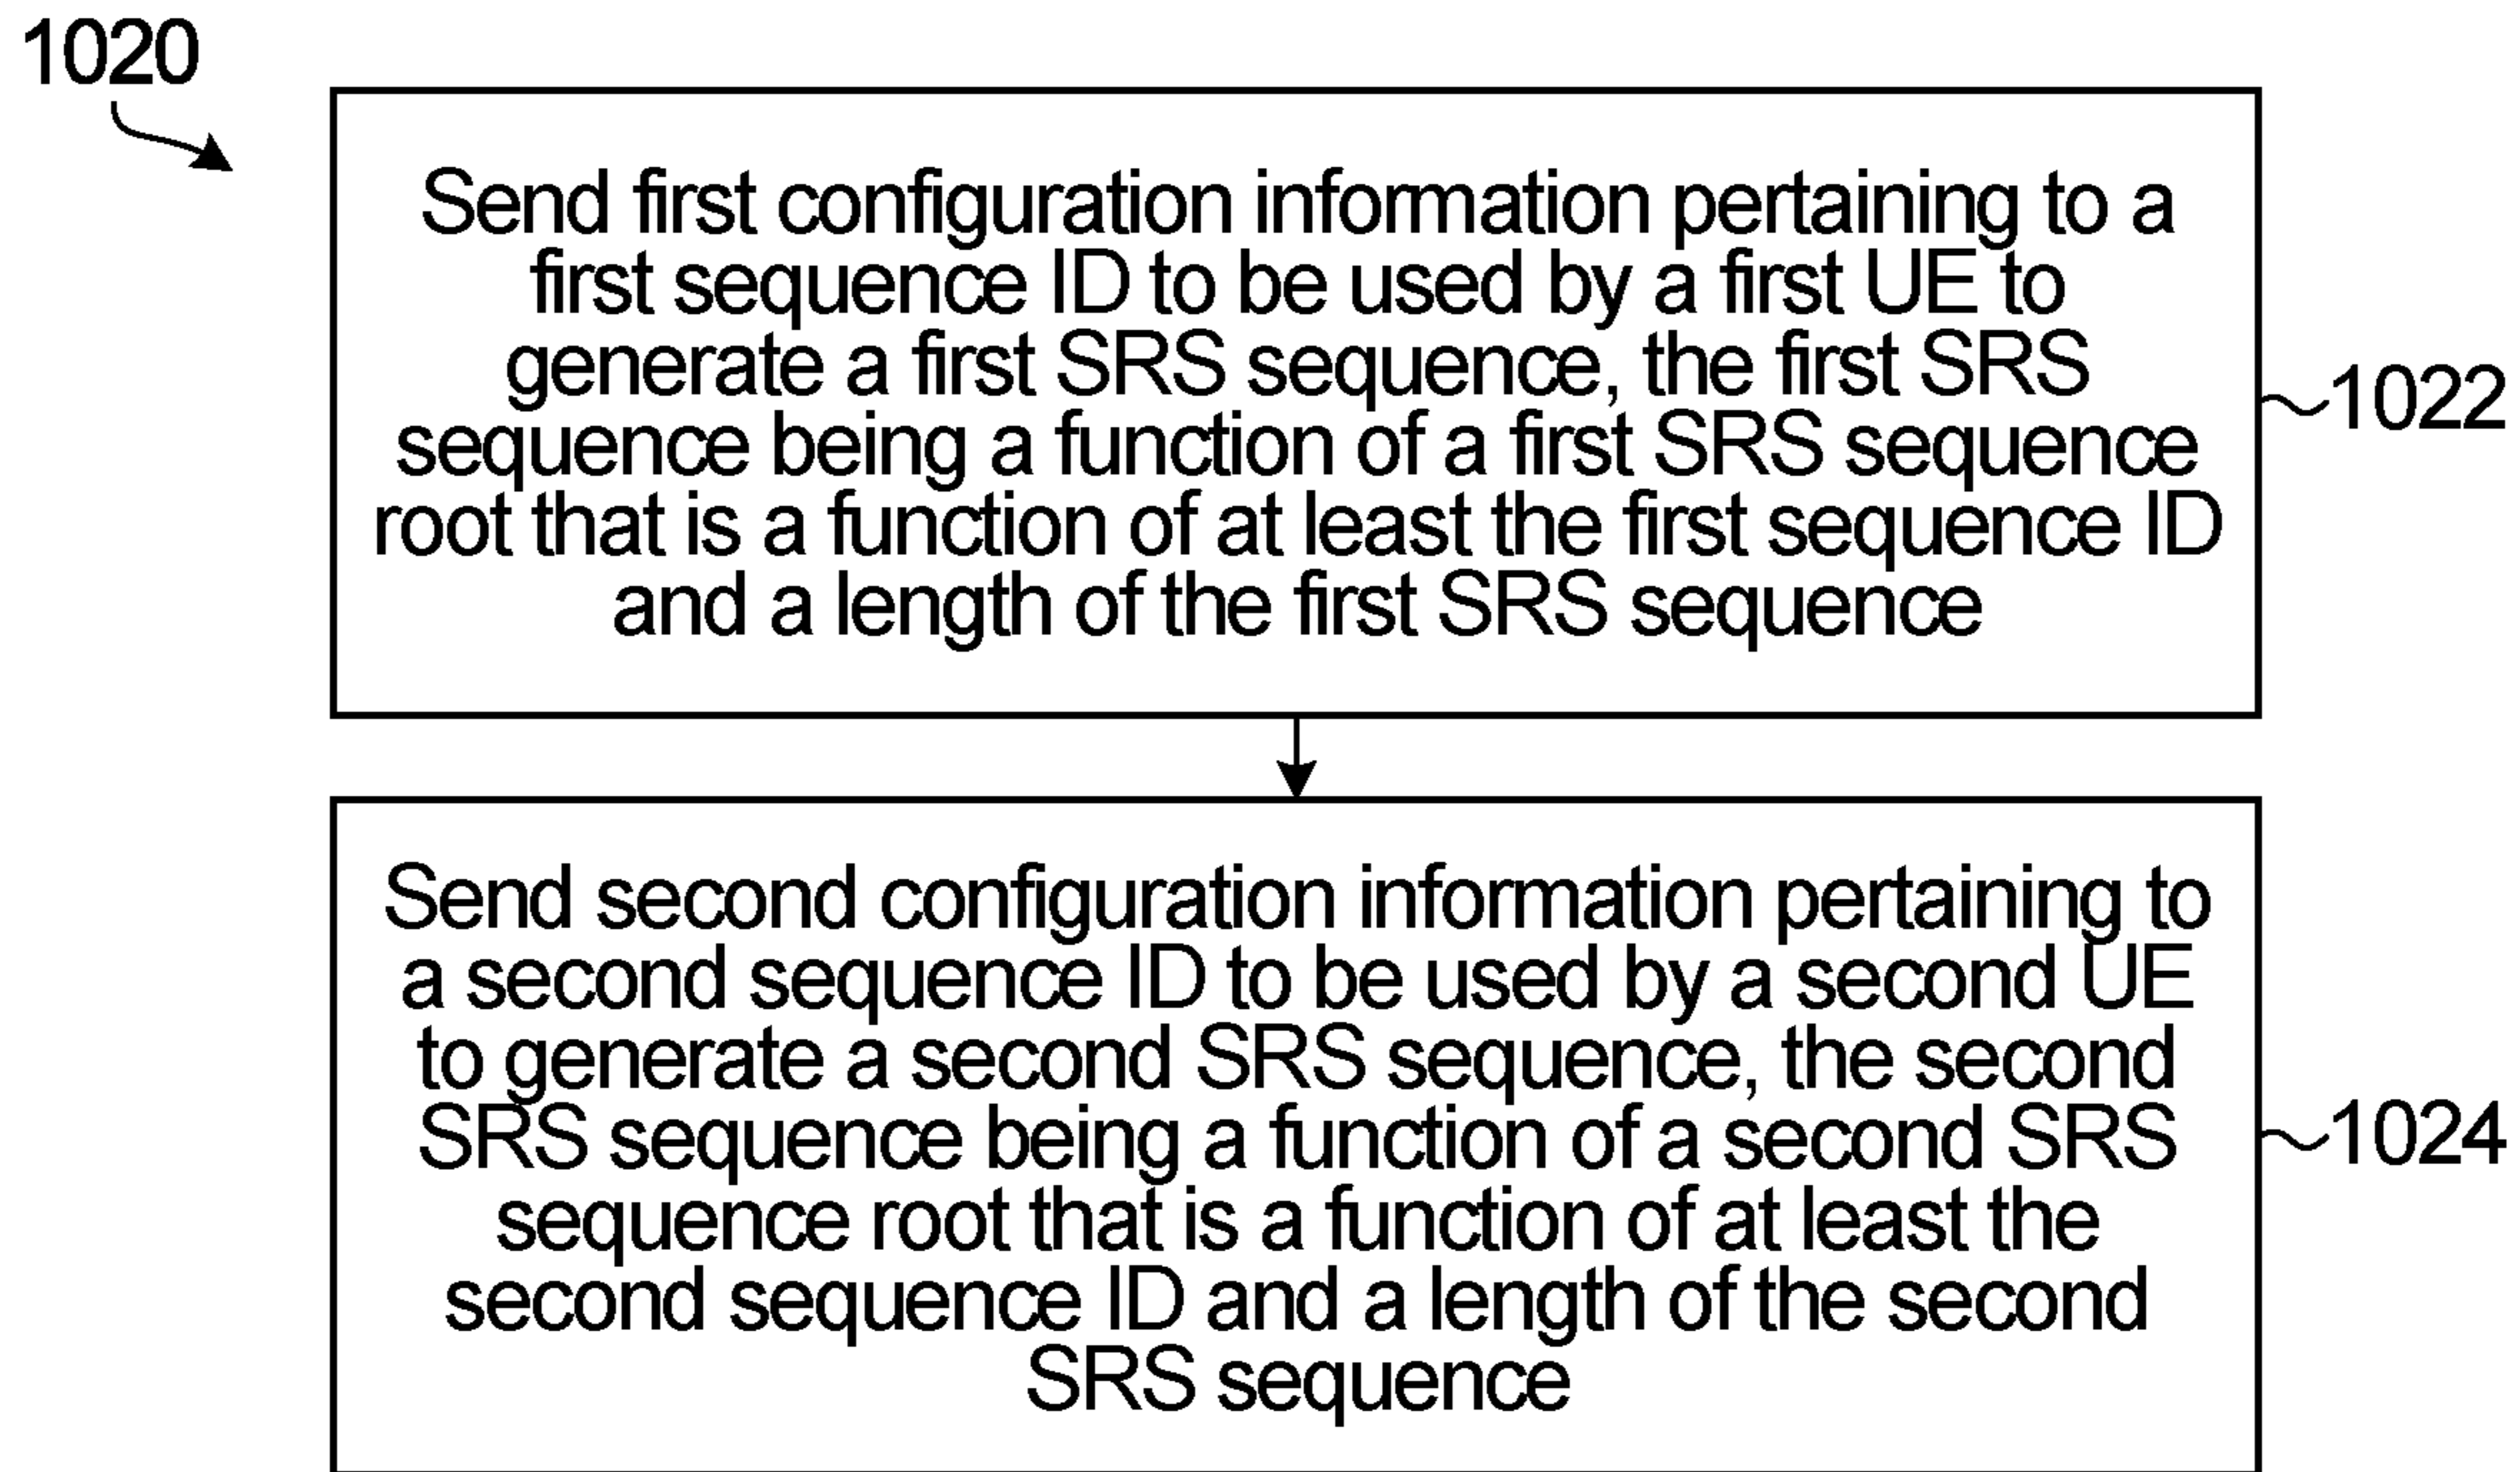 1020
Send first configuration information pertaining to a
first sequence ID to be used by a first UE to
generate a first SRS sequence, the first SRS
sequence being a function of a first SRS sequence
root that is a function of at least the first sequence ID
and a length of the first SRS sequence
1022
Send second configuration information pertaining to
a second sequence ID to be used by a second UE
to generate a second SRS sequence, the second
SRS sequence being a function of a second SRS
sequence root that is a function of at least the
second sequence ID and a length of the second
SRS sequence
1024